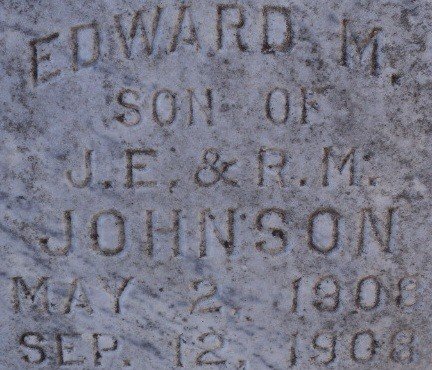 EDWARD M.
SON OF
J.E. & R.M.
JOHNSON
MAY 2, 1908
SEP. 12, 1908